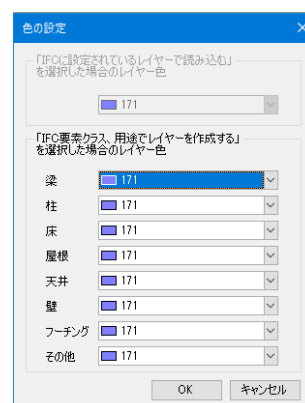 色の設定
「IFCに設定されているレイヤーで読み込む」
を選択した場合のレイヤー色
171
「IFC要素クラス、用途でレイヤーを作成する」
を選択した場合のレイヤー色
梁 171
柱 171
床 171
屋根 171
天井 171
壁 171
フーチング 171
その他 171
OK キャンセル